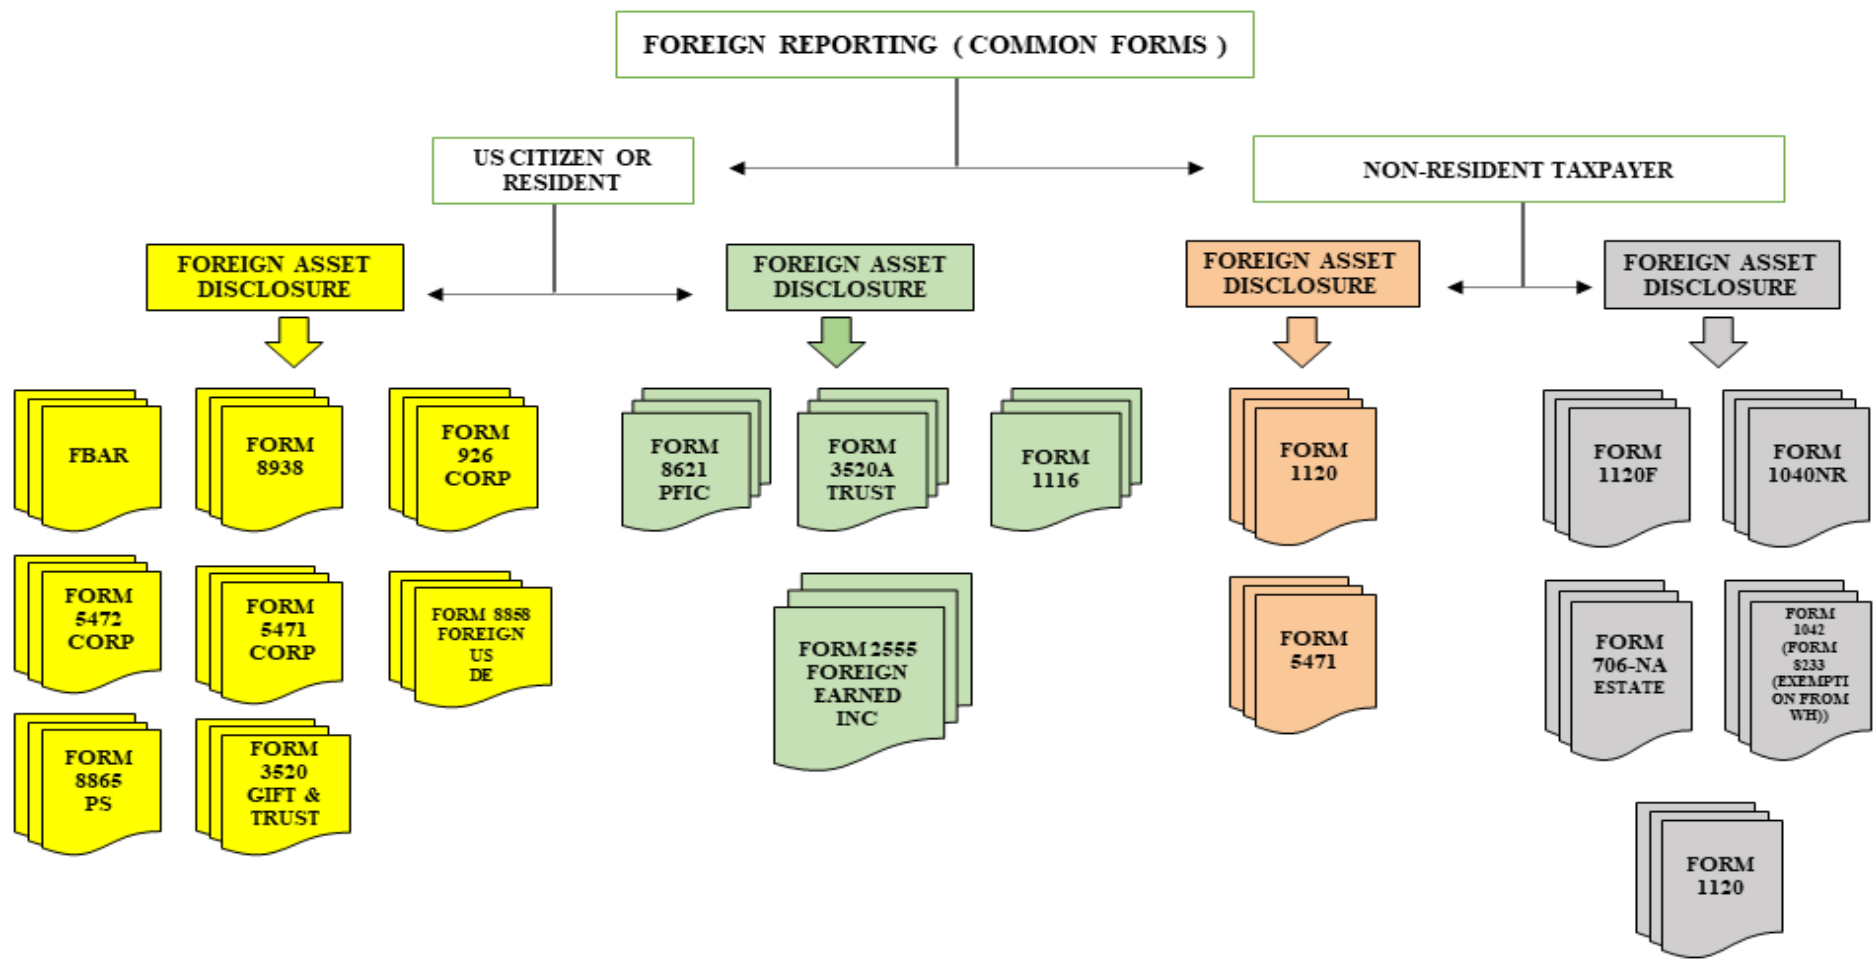 FOREIGN REPORTING ( COMMON FORMS )
US CITIZEN OR
RESIDENT
NON-RESIDENT TAXPAYER
FOREIGN ASSET
DISCLOSURE
FOREIGN ASSET
DISCLOSURE
FOREIGN ASSET
DISCLOSURE
FOREIGN ASSET
DISCLOSURE
FBAR
FORM
8938
FORM
926
CORP
FORM
5472
CORP
FORM
5471
CORP
FORM 8858
FOREIGN
US
DE
FORM
8865
PS
FORM
3520
GIFT &
TRUST
FORM
8621
PFIC
FORM
3520A
TRUST
FORM
1116
FORM 2555
FOREIGN
EARNED
INC
FORM
1120
FORM
5471
FORM
1120F
FORM
1040NR
FORM
706-NA
ESTATE
FORM
1042
(FORM
8233
(EXEMPTI
ON FROM
WH))
FORM
1120